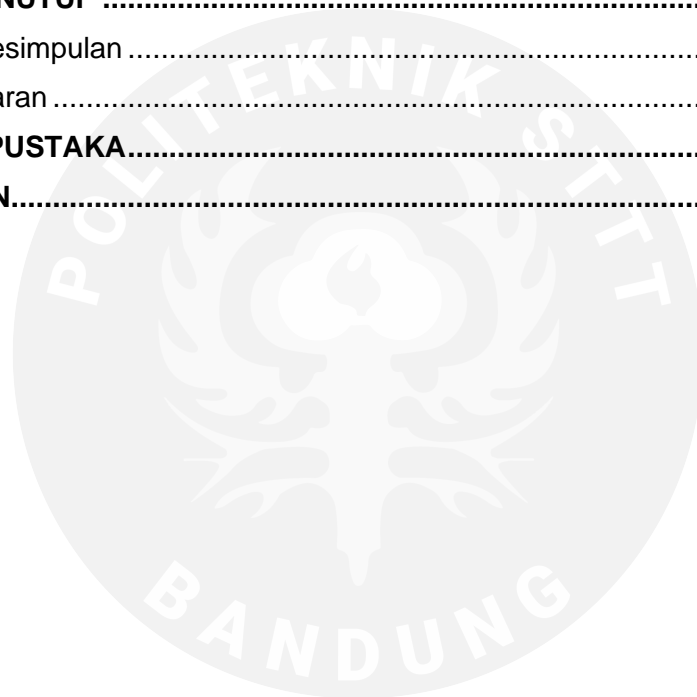 NUTUP ........................................................................
esimpulan ........................................................................
aran ........................................................................
PUSTAKA........................................................................
N........................................................................
POLITEKNIK STTT
BANDUNG